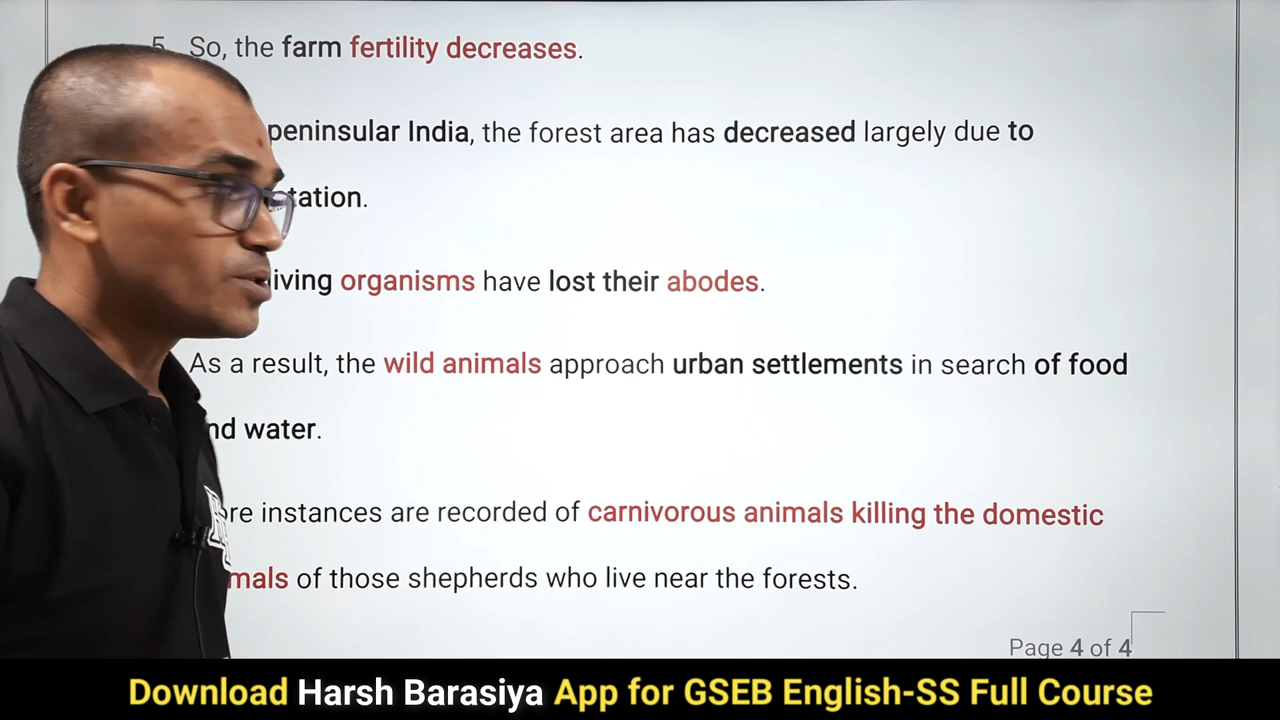 5. So, the farm fertility decreases.
peninsular India, the forest area has decreased largely due to
tation.
living organisms have lost their abodes.
As a result, the wild animals approach urban settlements in search of food
nd water.
ore instances are recorded of carnivorous animals killing the domestic
mals of those shepherds who live near the forests.
Page 4 of 4
Download Harsh Barasiya App for GSEB English-SS Full Course